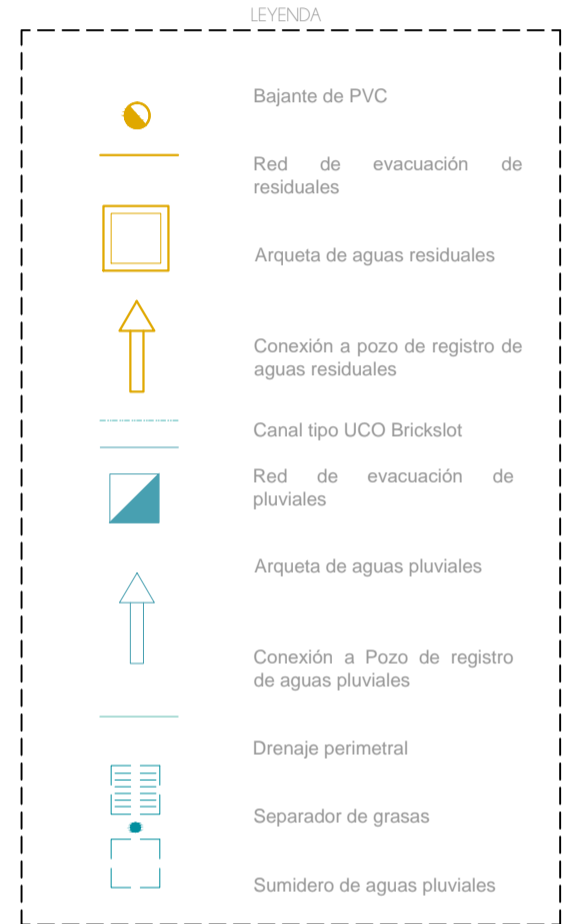 LEYENDA
Bajante de PVC
Red de evacuación de
residuales
Arqueta de aguas residuales
Conexión a pozo de registro de
aguas residuales
Canal tipo UCO Brickslot
Red de evacuación de
pluviales
Arqueta de aguas pluviales
Conexión a Pozo de registro
de aguas pluviales
Drenaje perimetral
Separador de grasas
Sumidero de aguas pluviales